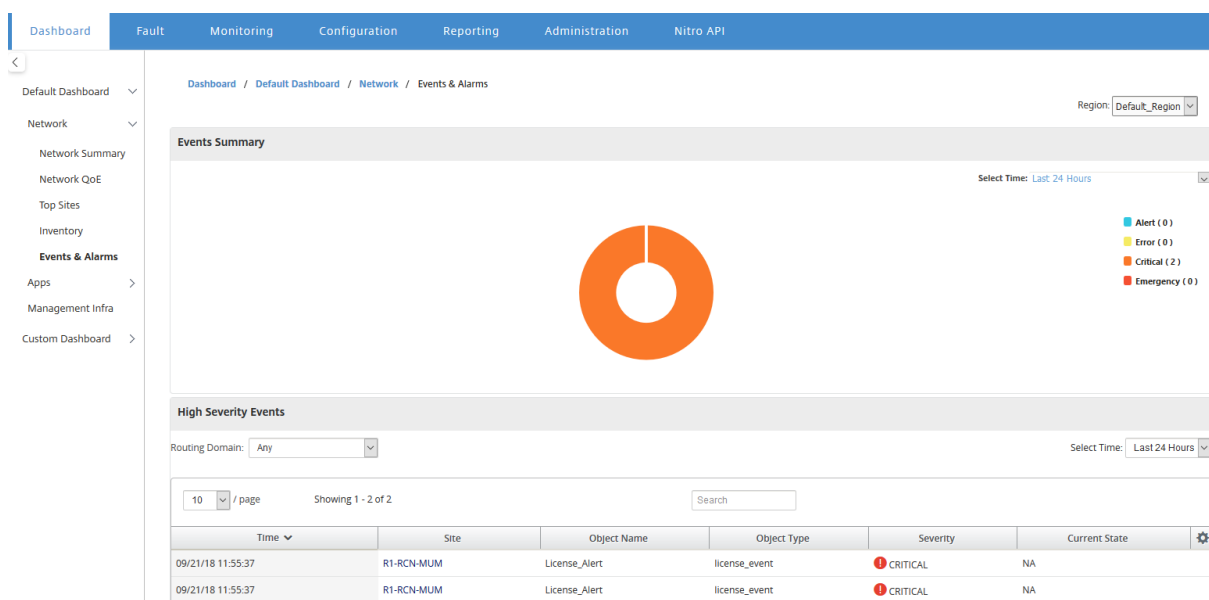 Dashboard Fault Monitoring Configuration Reporting Administration Nitro API
Dashboard / Default Dashboard / Network / Events & Alarms
Default Dashboard
Network
Network Summary
Network QoE
Top Sites
Inventory
Events & Alarms
Apps
Management Infra
Custom Dashboard
Region: Default_Region
Events Summary
Select Time: Last 24 Hours
Alert ( 0 )
Error ( 0 )
Critical ( 2 )
Emergency ( 0 )
High Severity Events
Routing Domain: Any Select Time: Last 24 Hours
10 / page Showing 1 - 2 of 2 Search
Time Site Object Name Object Type Severity Current State
09/21/18 11:55:37 R1-RCN-MUM License_Alert license_event CRITICAL NA
09/21/18 11:55:37 R1-RCN-MUM License_Alert license_event CRITICAL NA